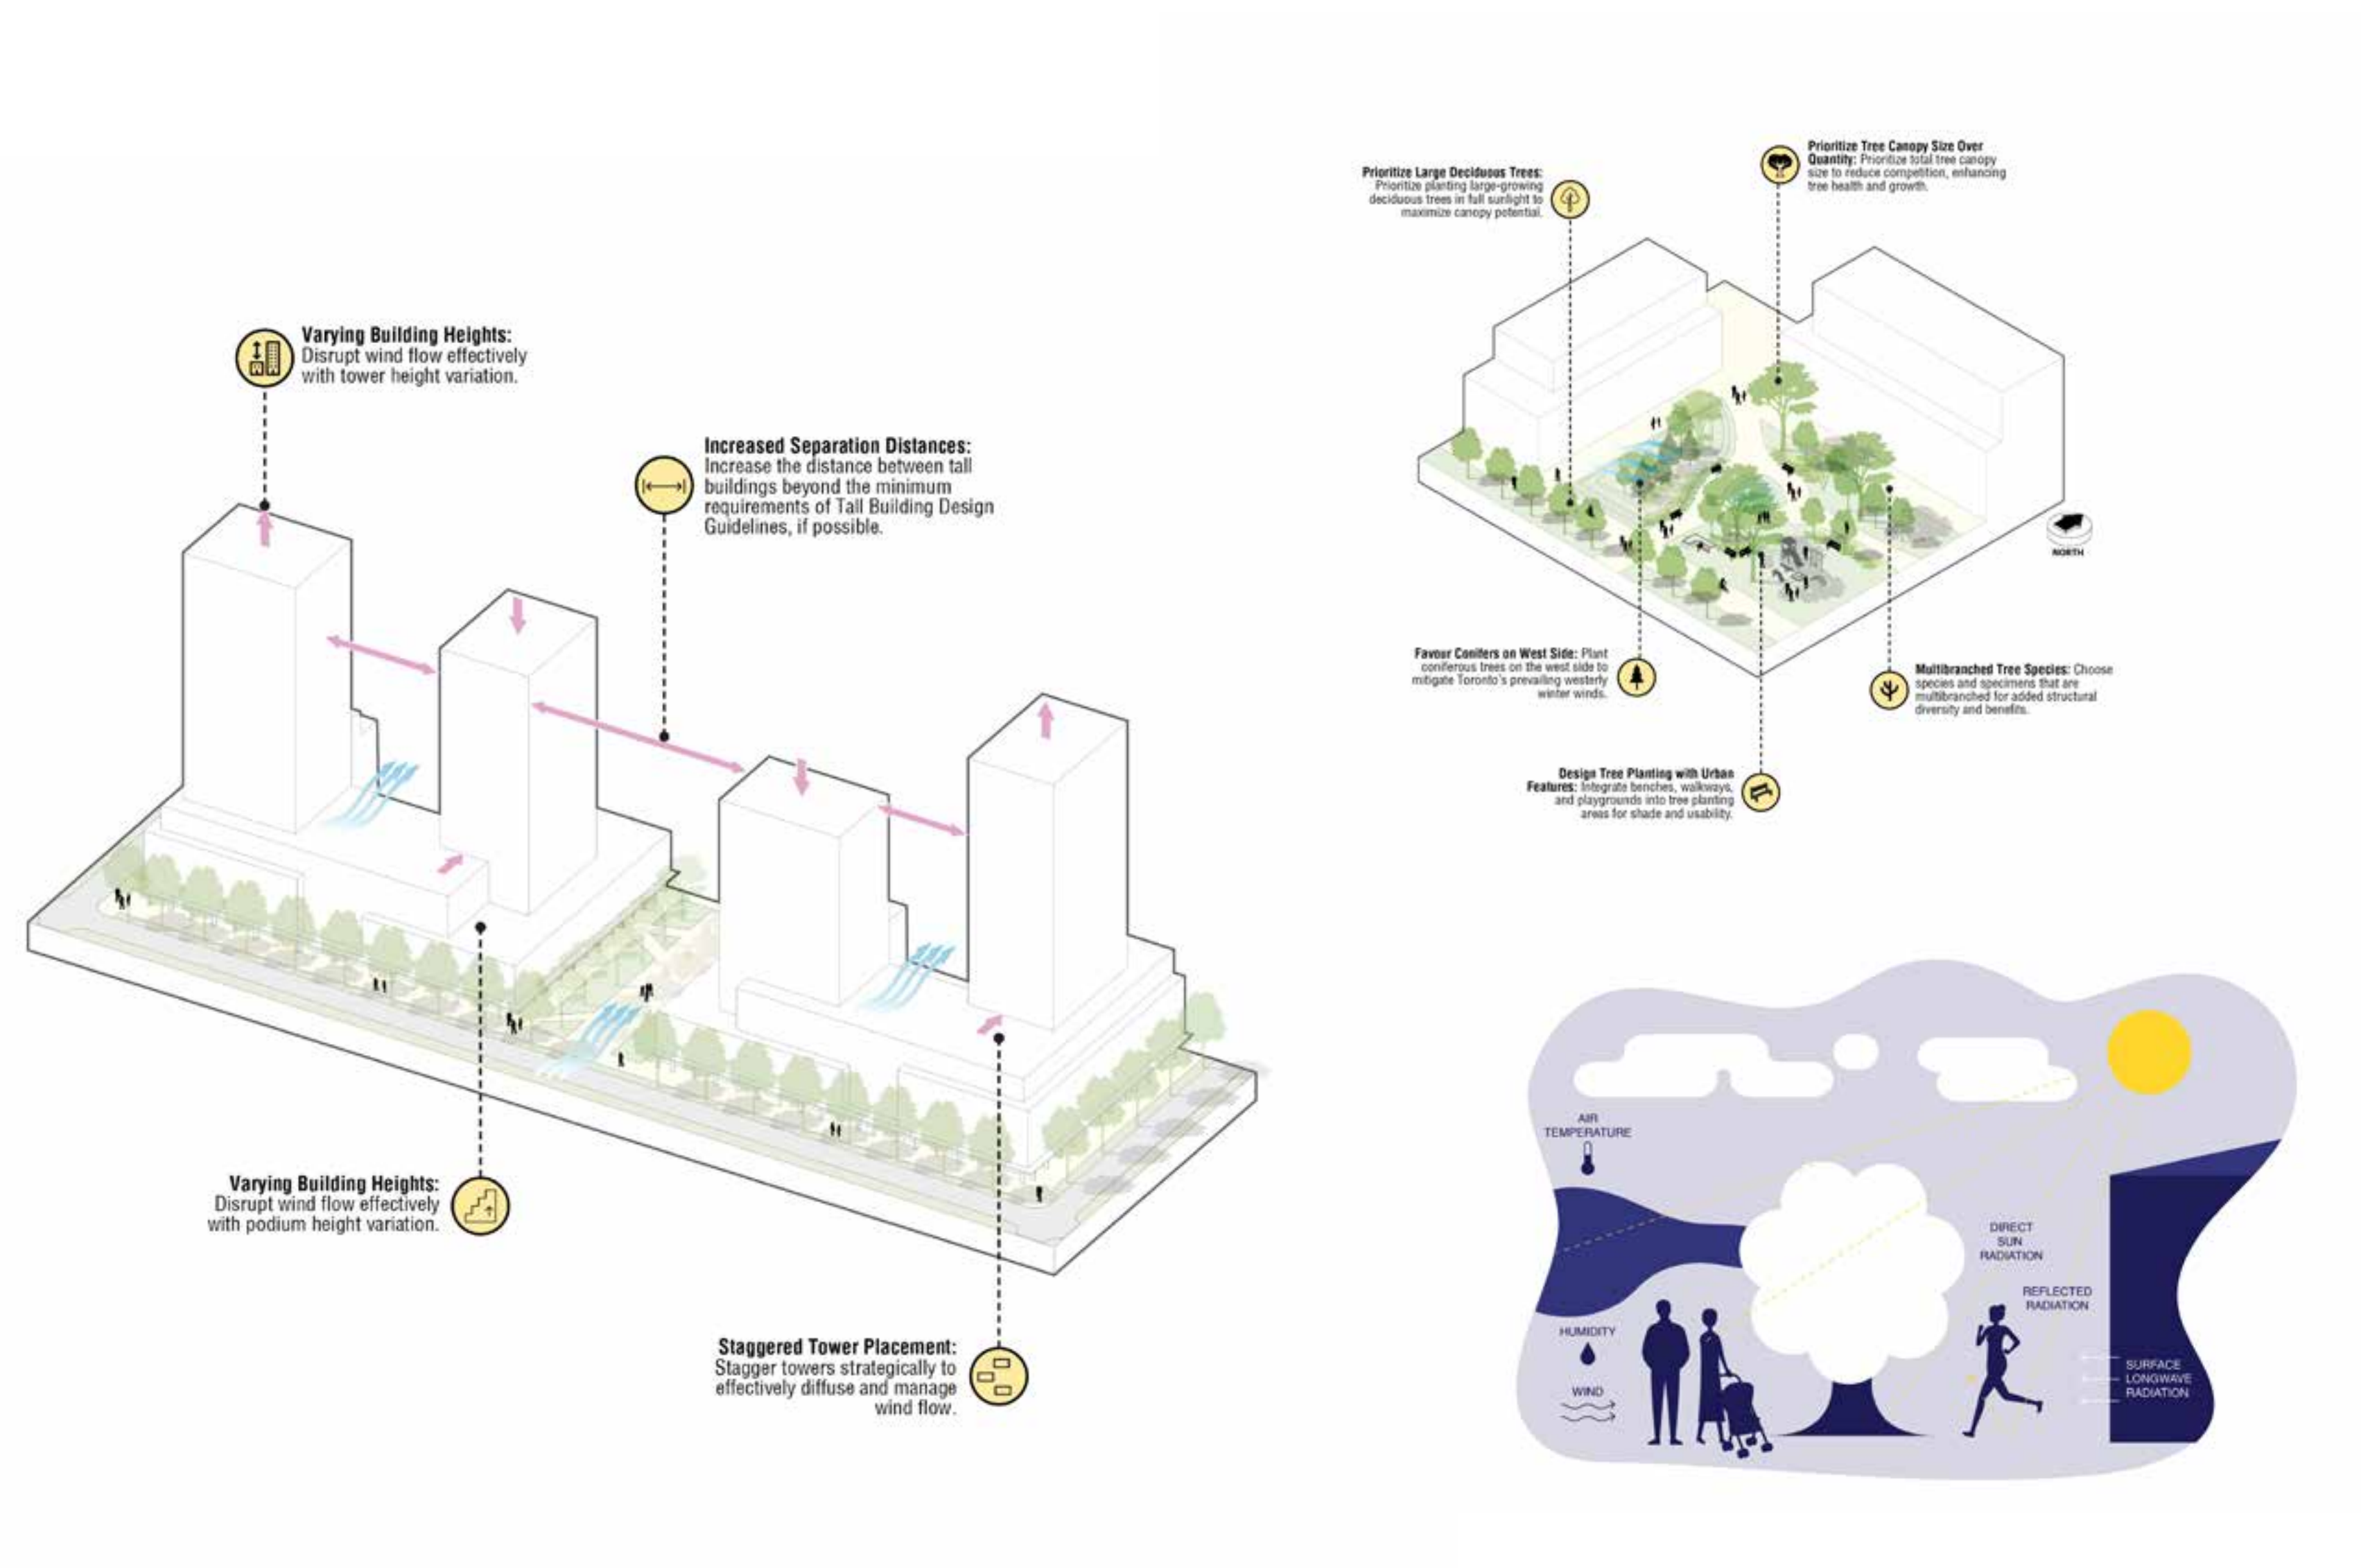 Varying Building Heights:
Disrupt wind flow effectively
with tower height variation.
Increased Separation Distances:
Increase the distance between tall
buildings beyond the minimum
requirements of Tall Building Design
Guidelines, if possible.
Varying Building Heights:
Disrupt wind flow effectively
with podium height variation.
Staggered Tower Placement:
Stagger towers strategically to
effectively diffuse and manage
wind flow.
Prioritize Large Deciduous Trees:
Prioritize planting large-growing
deciduous trees in full sunlight to
maximize canopy potential.
Prioritize Tree Canopy Size Over
Quantity: Prioritize total tree canopy
size to reduce competition, enhancing
tree health and growth.
NORTH
Favour Conifers on West Side: Plant
coniferous trees on the west side to
mitigate Toronto's prevailing westerly
winter winds.
Multibranched Tree Species: Choose
species and specimens that are
multibranched for added structural
diversity and benefits.
Design Tree Planting with Urban
Features: Integrate benches, walkways,
and playgrounds into tree planting
areas for shade and usability.
AIR
TEMPERATURE
DIRECT
SUN
RADIATION
REFLECTED
RADIATION
HUMIDITY
SURFACE
LONGWAVE
RADIATION
WIND